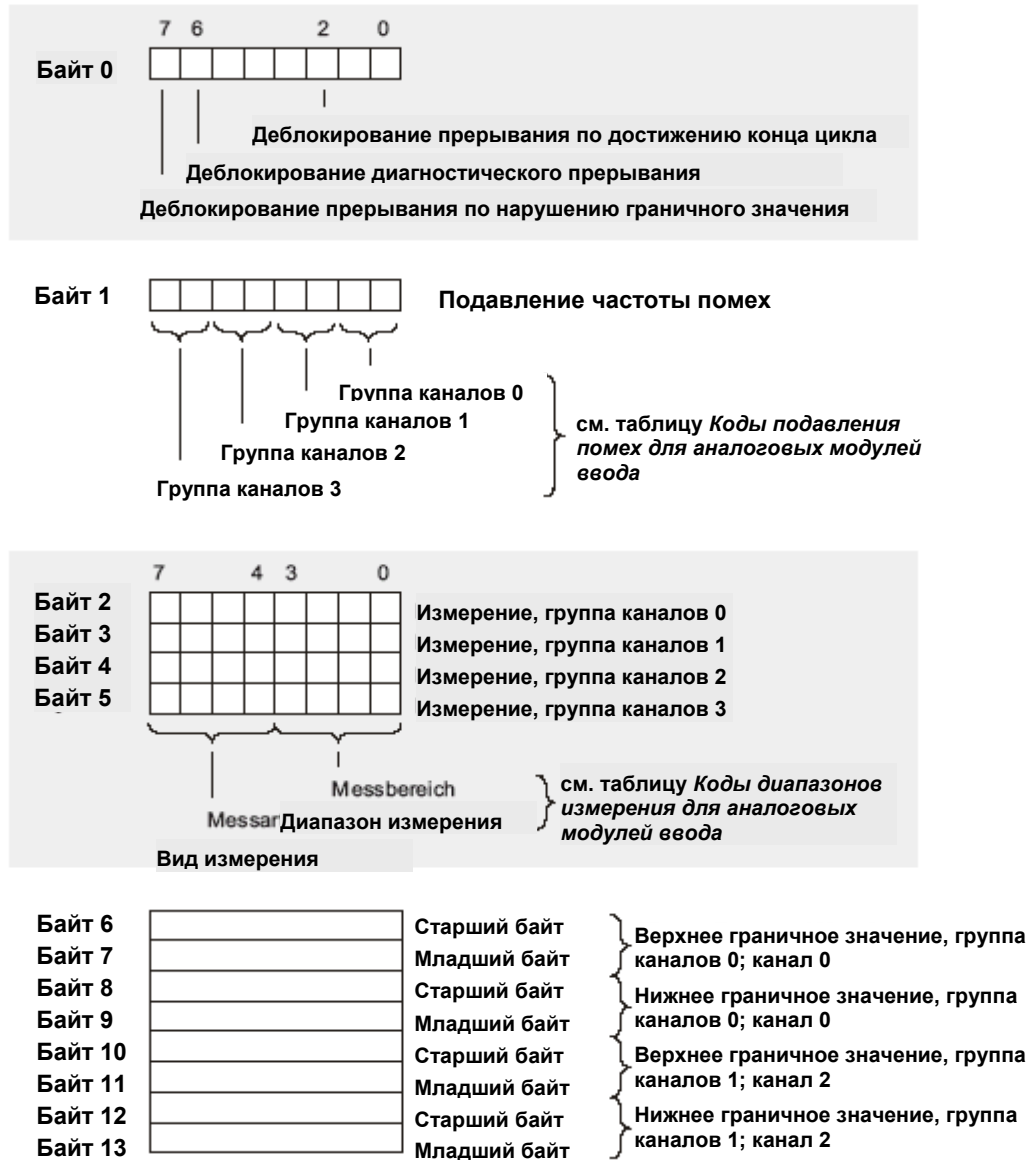 7 6 2 0
Байт 0
Деблокирование прерывания по достижению конца цикла
Деблокирование диагностического прерывания
Деблокирование прерывания по нарушению граничного значения
Байт 1
Подавление частоты помех
Группа каналов 0
Группа каналов 1
Группа каналов 2
Группа каналов 3
см. таблицу Коды подавления
помех для аналоговых модулей
ввода
7 4 3 0
Байт 2 Измерение, группа каналов 0
Байт 3 Измерение, группа каналов 1
Байт 4 Измерение, группа каналов 2
Байт 5 Измерение, группа каналов 3
Messbereich
Messar Диапазон измерения
Вид измерения
см. таблицу Коды диапазонов
измерения для аналоговых
модулей ввода
Байт 6 Старший байт
Байт 7 Младший байт
Верхнее граничное значение, группа
каналов 0; канал 0
Байт 8 Старший байт
Байт 9 Младший байт
Нижнее граничное значение, группа
каналов 0; канал 0
Байт 10 Старший байт
Байт 11 Младший байт
Верхнее граничное значение, группа
каналов 1; канал 2
Байт 12 Старший байт
Байт 13 Младший байт
Нижнее граничное значение, группа
каналов 1; канал 2